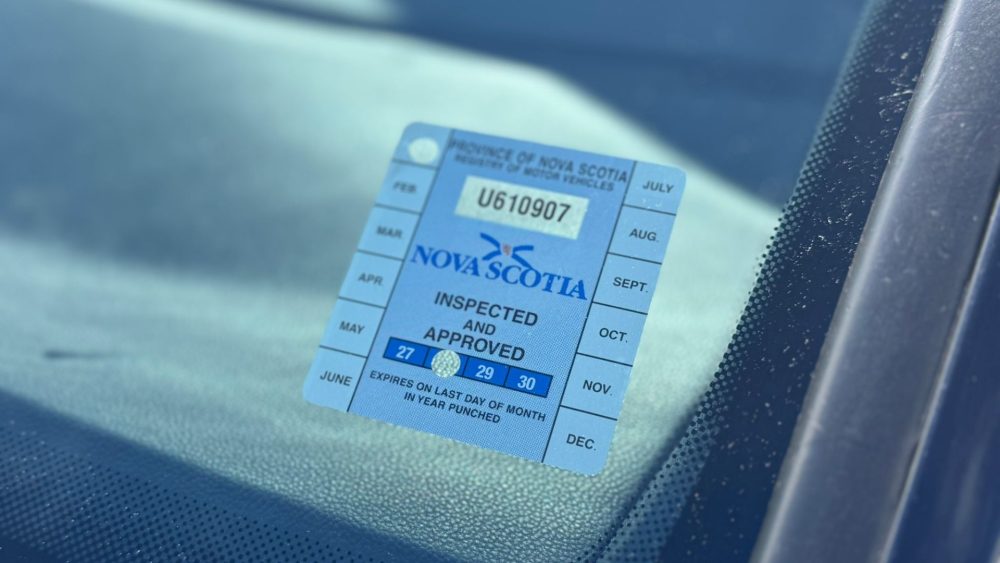 PROVINCE OF NOVA SCOTIA
REGISTRY OF MOTOR VEHICLES
U610907
NOVA SCOTIA
INSPECTED
AND
APPROVED
27 29 30
EXPIRES ON LAST DAY OF MONTH
IN YEAR PUNCHED
FEB.
MAR.
APR.
MAY
JUNE
JULY
AUG.
SEPT.
OCT.
NOV.
DEC.